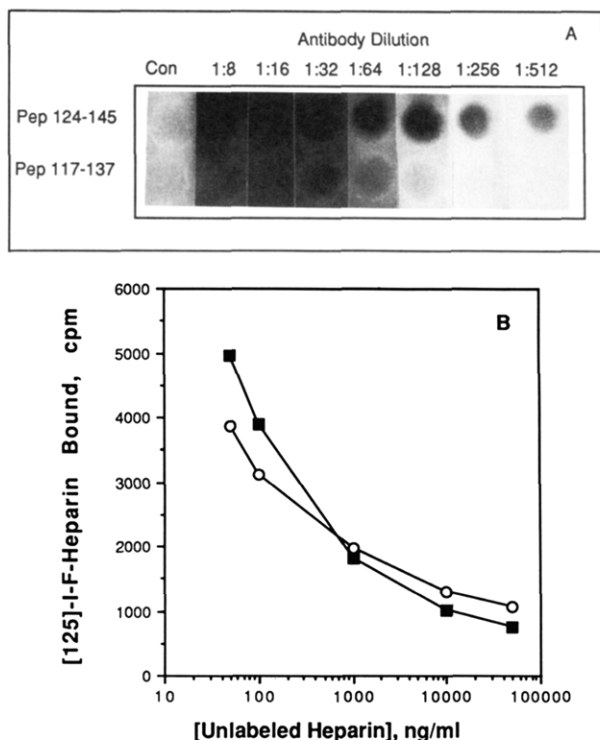 Antibody Dilution
A
Con 1:8 1:16 1:32 1:64 1:128 1:256 1:512
Pep 124-145
Pep 117-137
B
6000
5000
4000
3000
2000
1000
0
[125]-I-F-Heparin Bound, cpm
10 100 1000 10000 100000
[Unlabeled Heparin], ng/ml